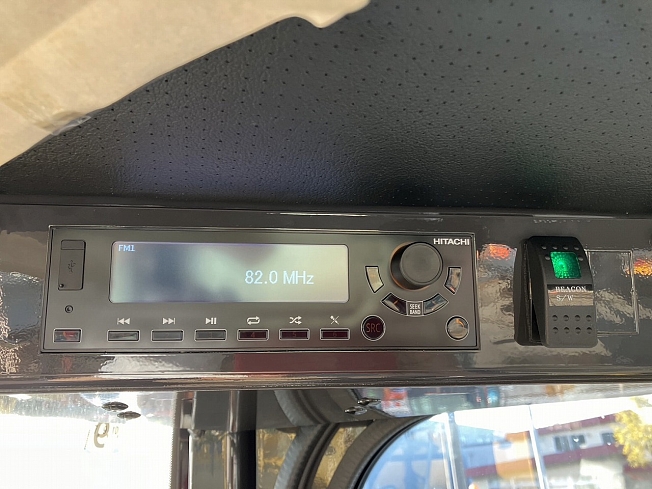 HITACHI
FM1
82.0 MHz
SEEK
BAND
SRC
BEACON
S/W